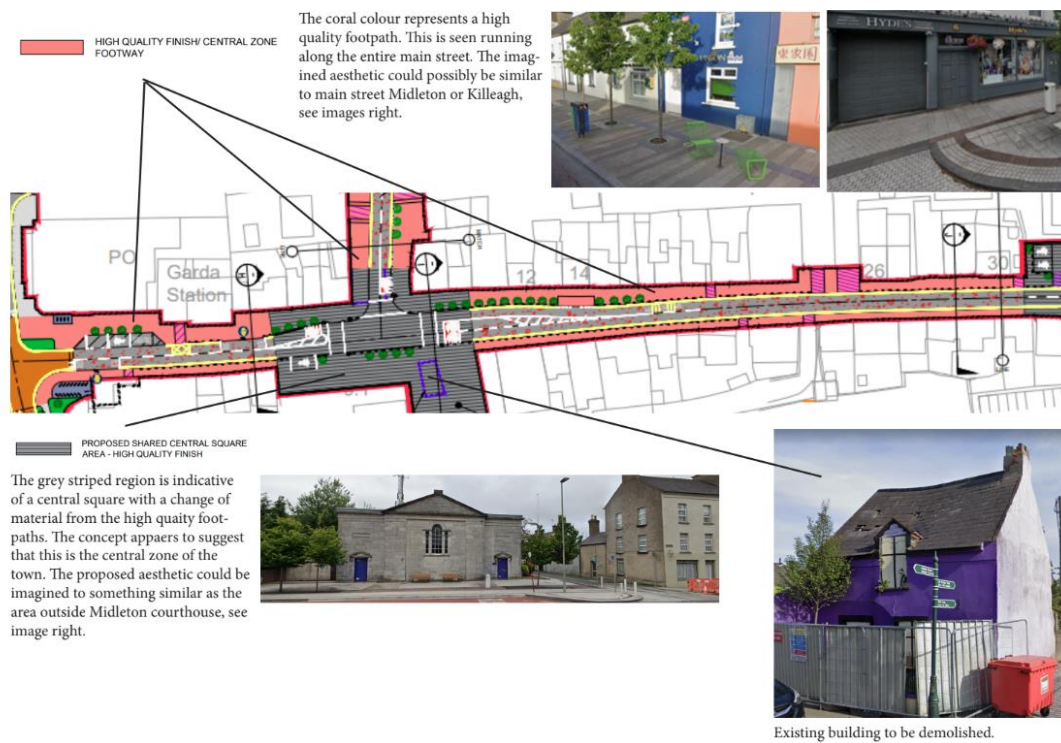 HIGH QUALITY FINISH/ CENTRAL ZONE
FOOTWAY
The coral colour represents a high
quality footpath. This is seen running
along the entire main street. The imag-
ined aesthetic could possibly be similar
to main street Midleton or Killeagh,
see images right.
HYDES
PO
Garda
Station
12
14
26
30
PROPOSED SHARED CENTRAL SQUARE
AREA - HIGH QUALITY FINISH
The grey striped region is indicative
of a central square with a change of
material from the high quaity foot-
paths. The concept appaers to suggest
that this is the central zone of the
town. The proposed aesthetic could be
imagined to something similar as the
area outside Midleton courthouse, see
image right.
Existing building to be demolished.